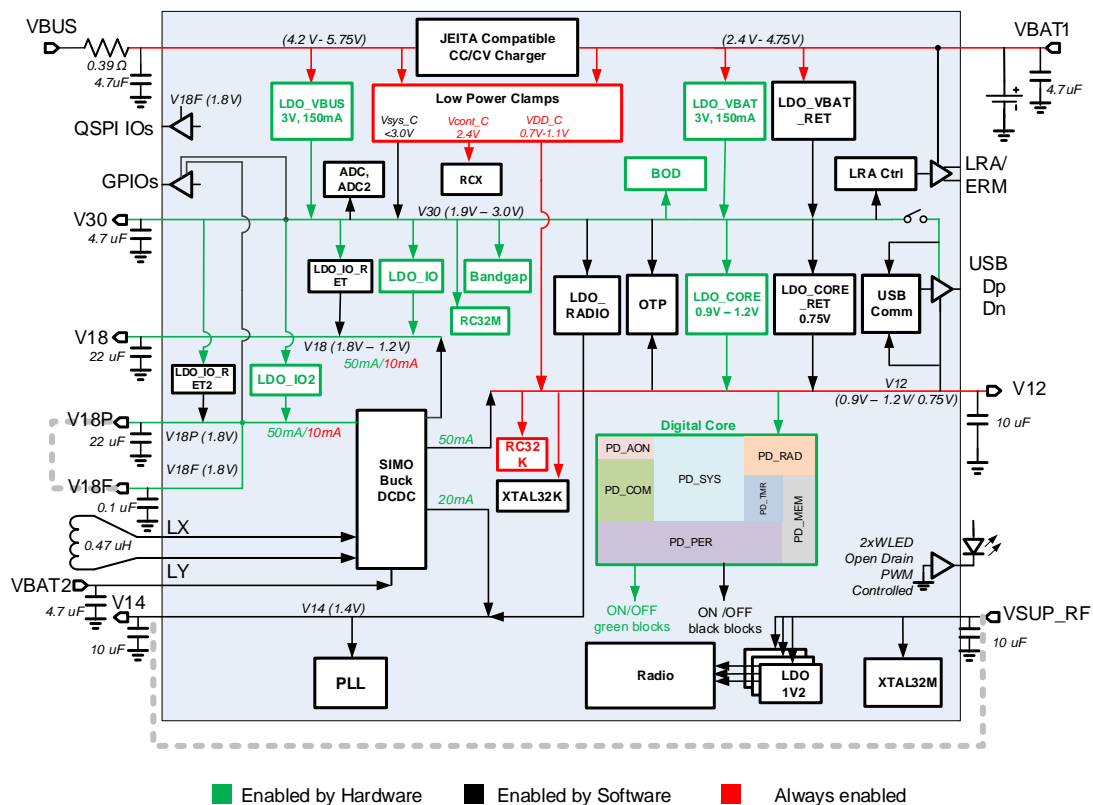 VBUS
(4.2 V - 5.75V)
JEITA Compatible
CC/CV Charger
(2.4 V - 4.75V)
VBAT1
0.39 Ω
4.7uF
4.7uF
V18F (1.8V)
QSPI IOs
LDO_VBUS
3V, 150mA
Low Power Clamps
Vsys_C
<3.0V
Vcont_C
2.4V
VDD_C
0.7V-1.1V
LDO_VBAT
3V, 150mA
LDO_VBAT
_RET
GPIOs
ADC,
ADC2
RCX
BOD
LRA Ctrl
LRA/
ERM
V30
V30 (1.9V – 3.0V)
4.7 uF
LDO_IO_R
ET
LDO_IO
Bandgap
RC32M
LDO_
RADIO
OTP
LDO_CORE
0.9V – 1.2V
LDO_CORE
_RET
0.75V
USB
Comm
USB
Dp
Dn
V18
V18 (1.8V – 1.2V)
22 uF
50mA/10mA
LDO_IO_R
ET2
LDO_IO2
V12
(0.9V – 1.2V/ 0.75V)
V12
10 uF
V18P
V18P (1.8V)
50mA/10mA
22 uF
V18F (1.8V)
V18F
0.1 uF
SIMO
Buck
DCDC
50mA
20mA
RC32
K
XTAL32K
Digital Core
PD_AON
PD_RAD
PD_SYS
PD_COM
PD_TMR
PD_MEM
PD_PER
LX
0.47 uH
LY
VBAT2
4.7 uF
2xWLED
Open Drain
PWM
Controlled
V14
V14 (1.4V)
10 uF
ON/OFF
green blocks
ON /OFF
black blocks
VSUP_RF
10 uF
PLL
Radio
LDO
1V2
XTAL32M
Enabled by Hardware
Enabled by Software
Always enabled